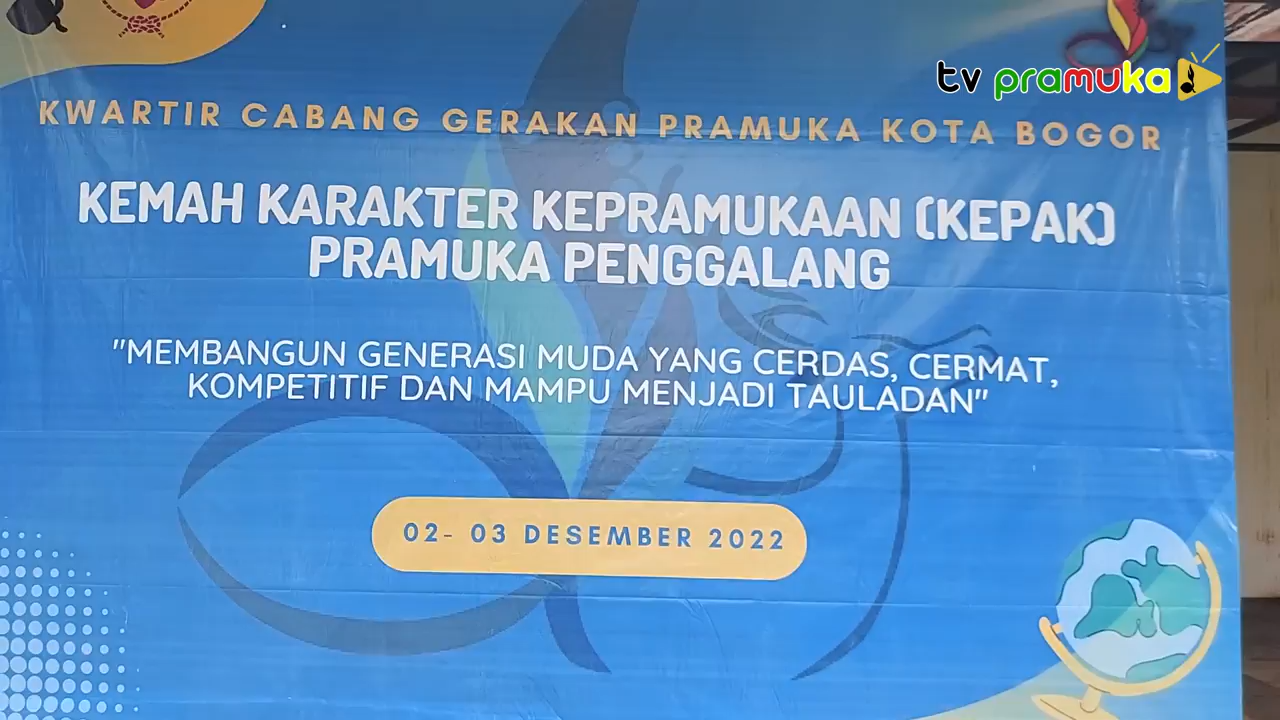 tv pramuka
KWARTIR CABANG GERAKAN PRAMUKA KOTA BOGOR
KEMAH KARAKTER KEPRAMUKAAN (KEPAK)
PRAMUKA PENGGALANG
"MEMBANGUN GENERASI MUDA YANG CERDAS, CERMAT,
KOMPETITIF DAN MAMPU MENJADI TAULADAN"
02- 03 DESEMBER 2022